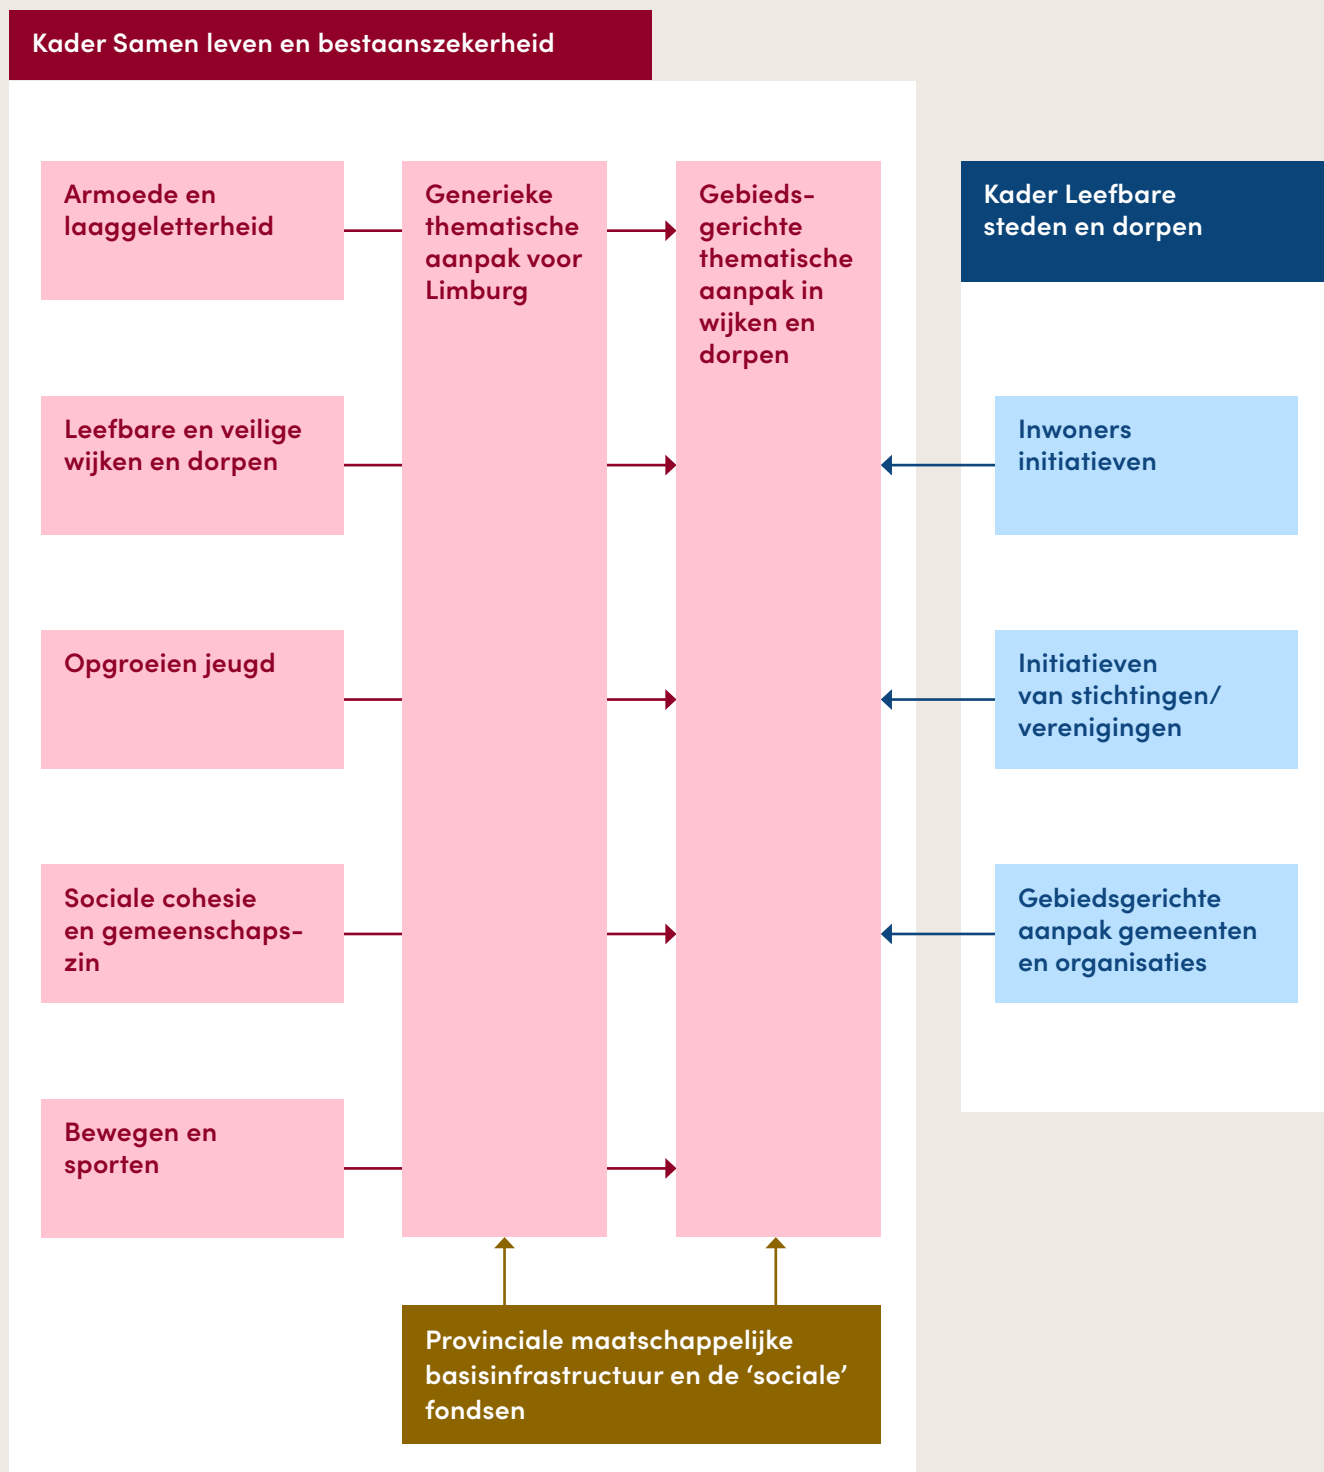 Kader Samen leven en bestaanszekerheid
Armoede en
laaggeletterheid
Leefbare en veilige
wijken en dorpen
Opgroeien jeugd
Sociale cohesie
en gemeenschaps-
zin
Bewegen en
sporten
Generieke
thematische
aanpak voor
Limburg
Gebieds-
gerichte
thematische
aanpak in
wijken en
dorpen
Provinciale maatschappelijke
basisinfrastructuur en de ‘sociale’
fondsen
Kader Leefbare
steden en dorpen
Inwoners
initiatieven
Initiatieven
van stichtingen/
verenigingen
Gebiedsgerichte
aanpak gemeenten
en organisaties